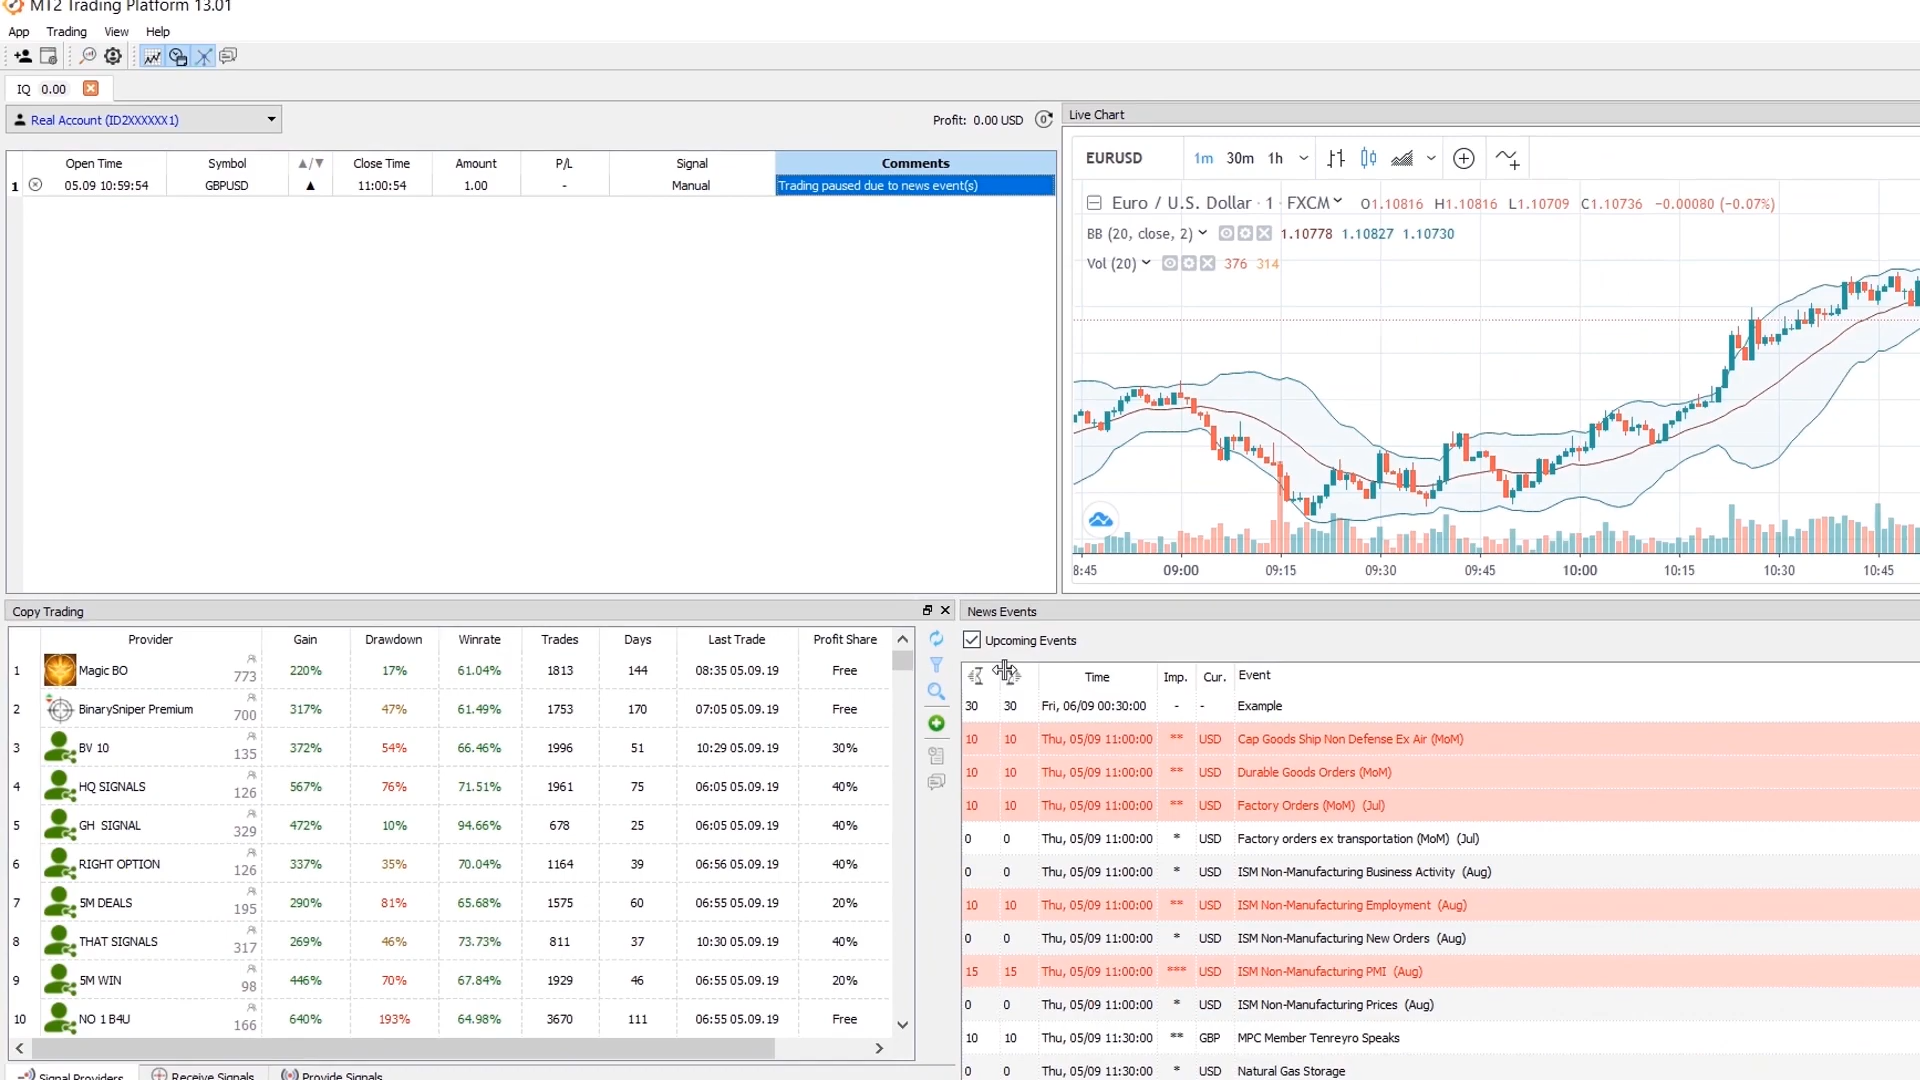 MT2 Trading Platform 13.01
App Trading View Help
IQ 0.00
Real Account (ID2XXXXXX1) Profit: 0.00 USD
Open Time Symbol ▲/▼ Close Time Amount P/L Signal Comments
1 05.09 10:59:54 GBPUSD ▲ 11:00:54 1.00 - Manual Trading paused due to news event(s)
Live Chart
EURUSD 1m 30m 1h
Euro / U.S. Dollar · 1 · FXCM O1.10816 H1.10816 L1.10709 C1.10736 −0.00080 (−0.07%)
BB (20, close, 2) 1.10778 1.10827 1.10730
Vol (20) 376 314
8:45 09:00 09:15 09:30 09:45 10:00 10:15 10:30 10:45
Copy Trading
Provider Gain Drawdown Winrate Trades Days Last Trade Profit Share
1 Magic BO 773 220% 17% 61.04% 1813 144 08:35 05.09.19 Free
2 BinarySniper Premium 700 317% 47% 61.49% 1753 170 07:05 05.09.19 Free
3 BV 10 135 372% 54% 66.46% 1996 51 10:29 05.09.19 30%
4 HQ SIGNALS 126 567% 76% 71.51% 1961 75 06:05 05.09.19 40%
5 GH SIGNAL 329 472% 10% 94.66% 678 25 06:05 05.09.19 40%
6 RIGHT OPTION 126 337% 35% 70.04% 1164 39 06:56 05.09.19 40%
7 5M DEALS 195 290% 81% 65.68% 1575 60 06:55 05.09.19 20%
8 THAT SIGNALS 317 269% 46% 73.73% 811 37 10:30 05.09.19 40%
9 5M WIN 98 446% 70% 67.84% 1929 46 06:55 05.09.19 20%
10 NO 1 B4U 166 640% 193% 64.98% 3670 111 06:55 05.09.19 Free
Signal Providers Receive Signals Provide Signals
News Events
Upcoming Events
Time Imp. Cur. Event
30 30 Fri, 06/09 00:30:00 - - Example
10 10 Thu, 05/09 11:00:00 ** USD Cap Goods Ship Non Defense Ex Air (MoM)
10 10 Thu, 05/09 11:00:00 ** USD Durable Goods Orders (MoM)
10 10 Thu, 05/09 11:00:00 ** USD Factory Orders (MoM) (Jul)
0 0 Thu, 05/09 11:00:00 * USD Factory orders ex transportation (MoM) (Jul)
0 0 Thu, 05/09 11:00:00 * USD ISM Non-Manufacturing Business Activity (Aug)
10 10 Thu, 05/09 11:00:00 ** USD ISM Non-Manufacturing Employment (Aug)
0 0 Thu, 05/09 11:00:00 * USD ISM Non-Manufacturing New Orders (Aug)
15 15 Thu, 05/09 11:00:00 *** USD ISM Non-Manufacturing PMI (Aug)
0 0 Thu, 05/09 11:00:00 * USD ISM Non-Manufacturing Prices (Aug)
10 10 Thu, 05/09 11:30:00 ** GBP MPC Member Tenreyro Speaks
0 0 Thu, 05/09 11:30:00 * USD Natural Gas Storage